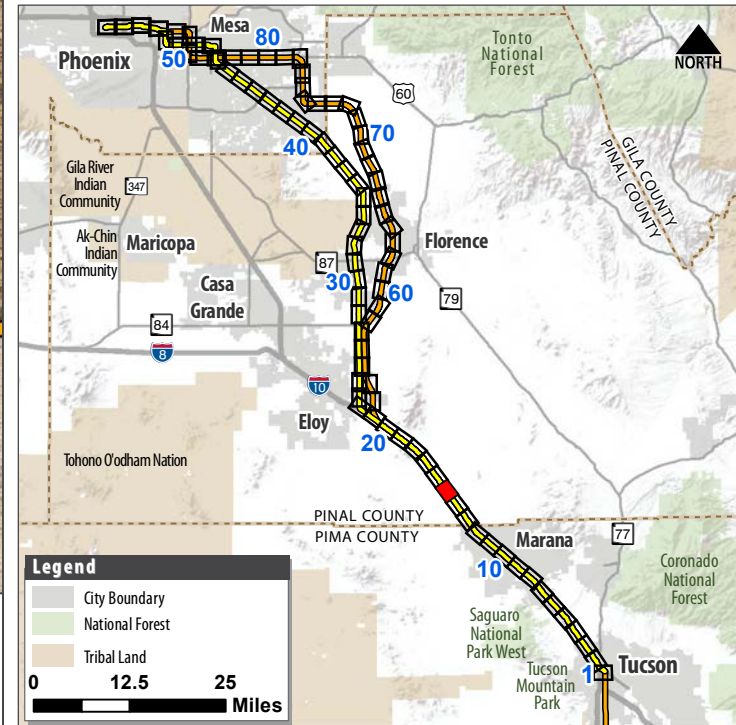 Mesa
80
Tonto
National
Forest
NORTH
Phoenix
50
60
70
40
GILA COUNTY
PINAL COUNTY
Gila River
Indian
Community
347
Ak-Chin
Indian
Community
Maricopa
87
Florence
Casa
Grande
30
60
79
84
8
10
Eloy
20
Tohono O'odham Nation
PINAL COUNTY
PIMA COUNTY
Marana
77
10
Coronado
National
Forest
Saguaro
National
Park West
Tucson
Mountain
Park
1
Tucson
Legend
City Boundary
National Forest
Tribal Land
0 12.5 25
Miles